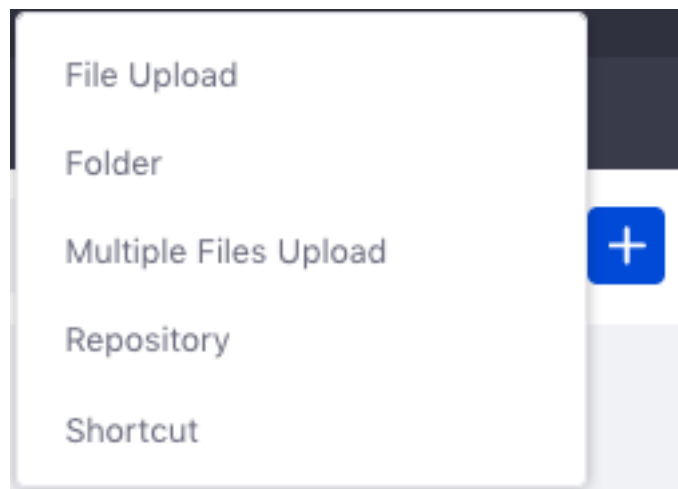 File Upload
Folder
Multiple Files Upload
Repository
Shortcut